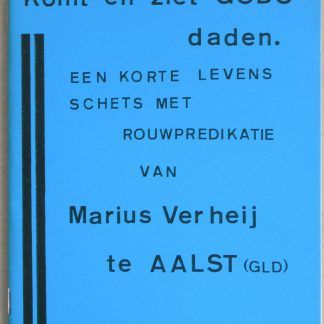 Komt en ziet GODS
daden.
EEN KORTE LEVENS
SCHETS MET
ROUWPREDIKATIE
VAN
Marius Verheij
te AALST (GLD)